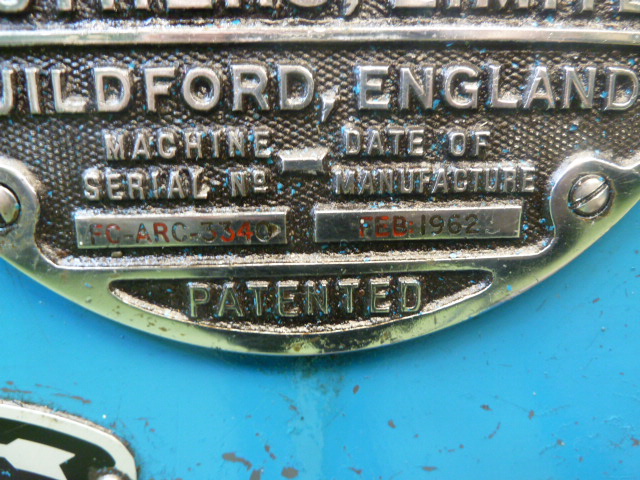 UILDFORD, ENGLAND
MACHINE SERIAL Nº
FC-ARC-3340
DATE OF MANUFACTURE
FEB. 1962
PATENTED